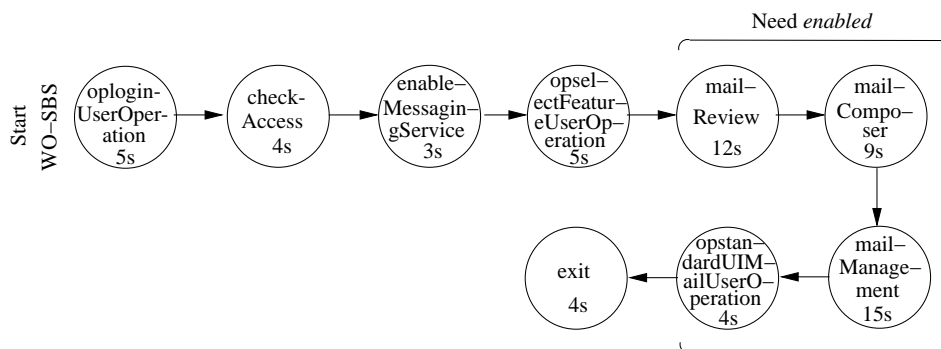 Need enabled
Start
WO–SBS
oplogin-
UserOper-
ation
5s
check-
Access
4s
enable–
Messagin–
gService
3s
opsel–
ectFeatur–
eUserOp–
eration
5s
mail–
Review
12s
mail–
Compo–
ser
9s
exit
4s
opstan–
dardUIM–
ailUserO–
peration
4s
mail–
Manage–
ment
15s